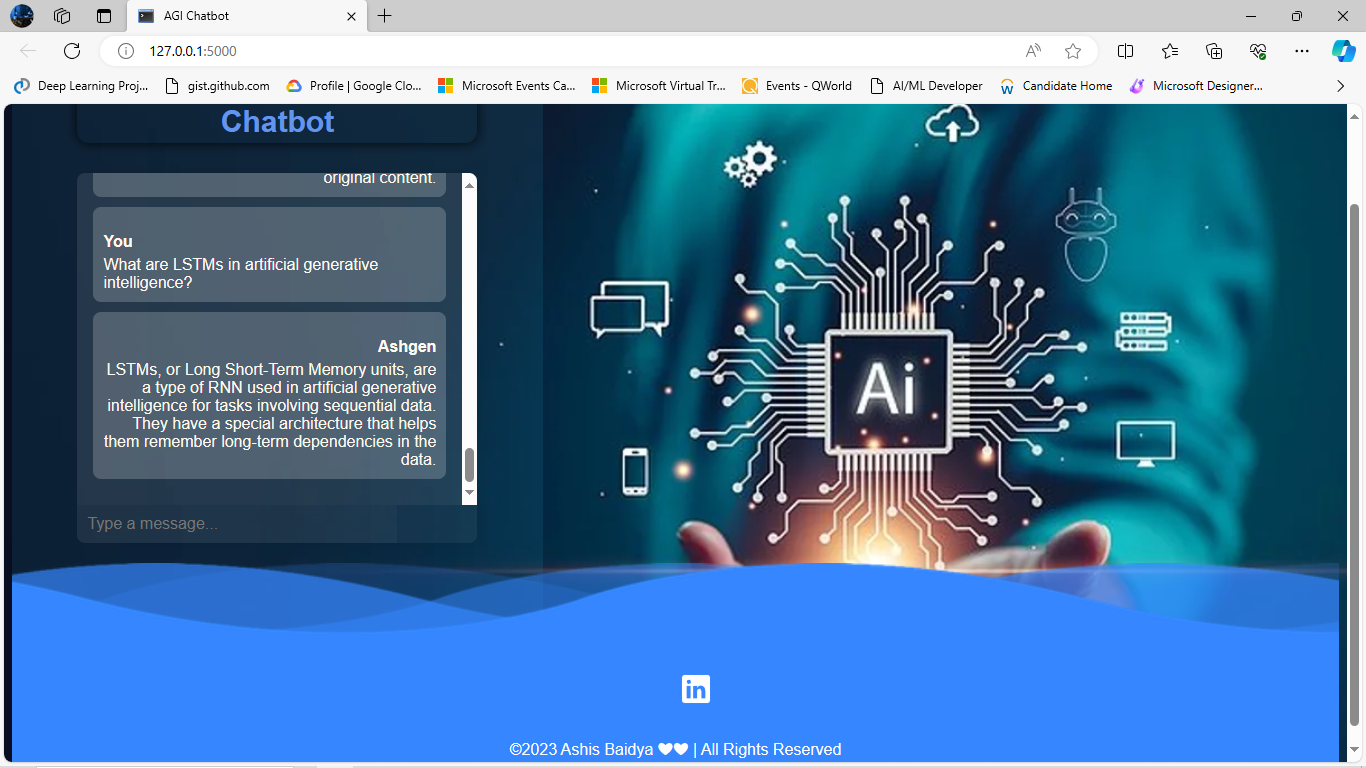 AGI Chatbot
127.0.0.1:5000
Deep Learning Proj...
gist.github.com
Profile | Google Clo...
Microsoft Events Ca...
Microsoft Virtual Tr...
Events - QWorld
AI/ML Developer
Candidate Home
Microsoft Designer...
Chatbot
original content.
You
What are LSTMs in artificial generative
intelligence?
Ashgen
LSTMs, or Long Short-Term Memory units, are
a type of RNN used in artificial generative
intelligence for tasks involving sequential data.
They have a special architecture that helps
them remember long-term dependencies in the
data.
Type a message...
Ai
in
©2023 Ashis Baidya 🤍🤍 | All Rights Reserved